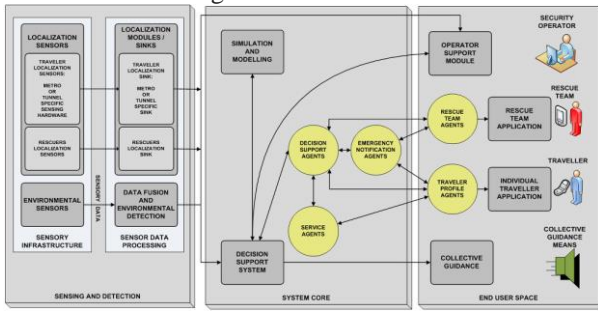 LOCALIZATION
SENSORS
TRAVELER
LOCALIZATION
SENSORS:
METRO
OR
TUNNEL
SPECIFIC
SENSING
HARDWARE
RESCUERS
LOCALIZATION
SENSORS
ENVIRONMENTAL
SENSORS
SENSORY
INFRASTRUCTURE
SENSORY DATA
LOCALIZATION
MODULES /
SINKS
TRAVELER
LOCALIZATION
SINK:
METRO
OR
TUNNEL
SPECIFIC
SINK
RESCUERS
LOCALIZATION
SINK
DATA FUSION
AND
ENVIRONMENTAL
DETECTION
SENSOR DATA
PROCESSING
SENSING AND DETECTION
SIMULATION
AND
MODELLING
DECISION
SUPPORT
AGENTS
EMERGENCY
NOTIFICATION
AGENTS
SERVICE
AGENTS
DECISION
SUPPORT
SYSTEM
SYSTEM CORE
OPERATOR
SUPPORT
MODULE
RESCUE
TEAM
AGENTS
RESCUE
TEAM
APPLICATION
TRAVELER
PROFILE
AGENTS
INDIVIDUAL
TRAVELLER
APPLICATION
COLLECTIVE
GUIDANCE
SECURITY
OPERATOR
RESCUE
TEAM
TRAVELLER
COLLECTIVE
GUIDANCE
MEANS
END USER SPACE